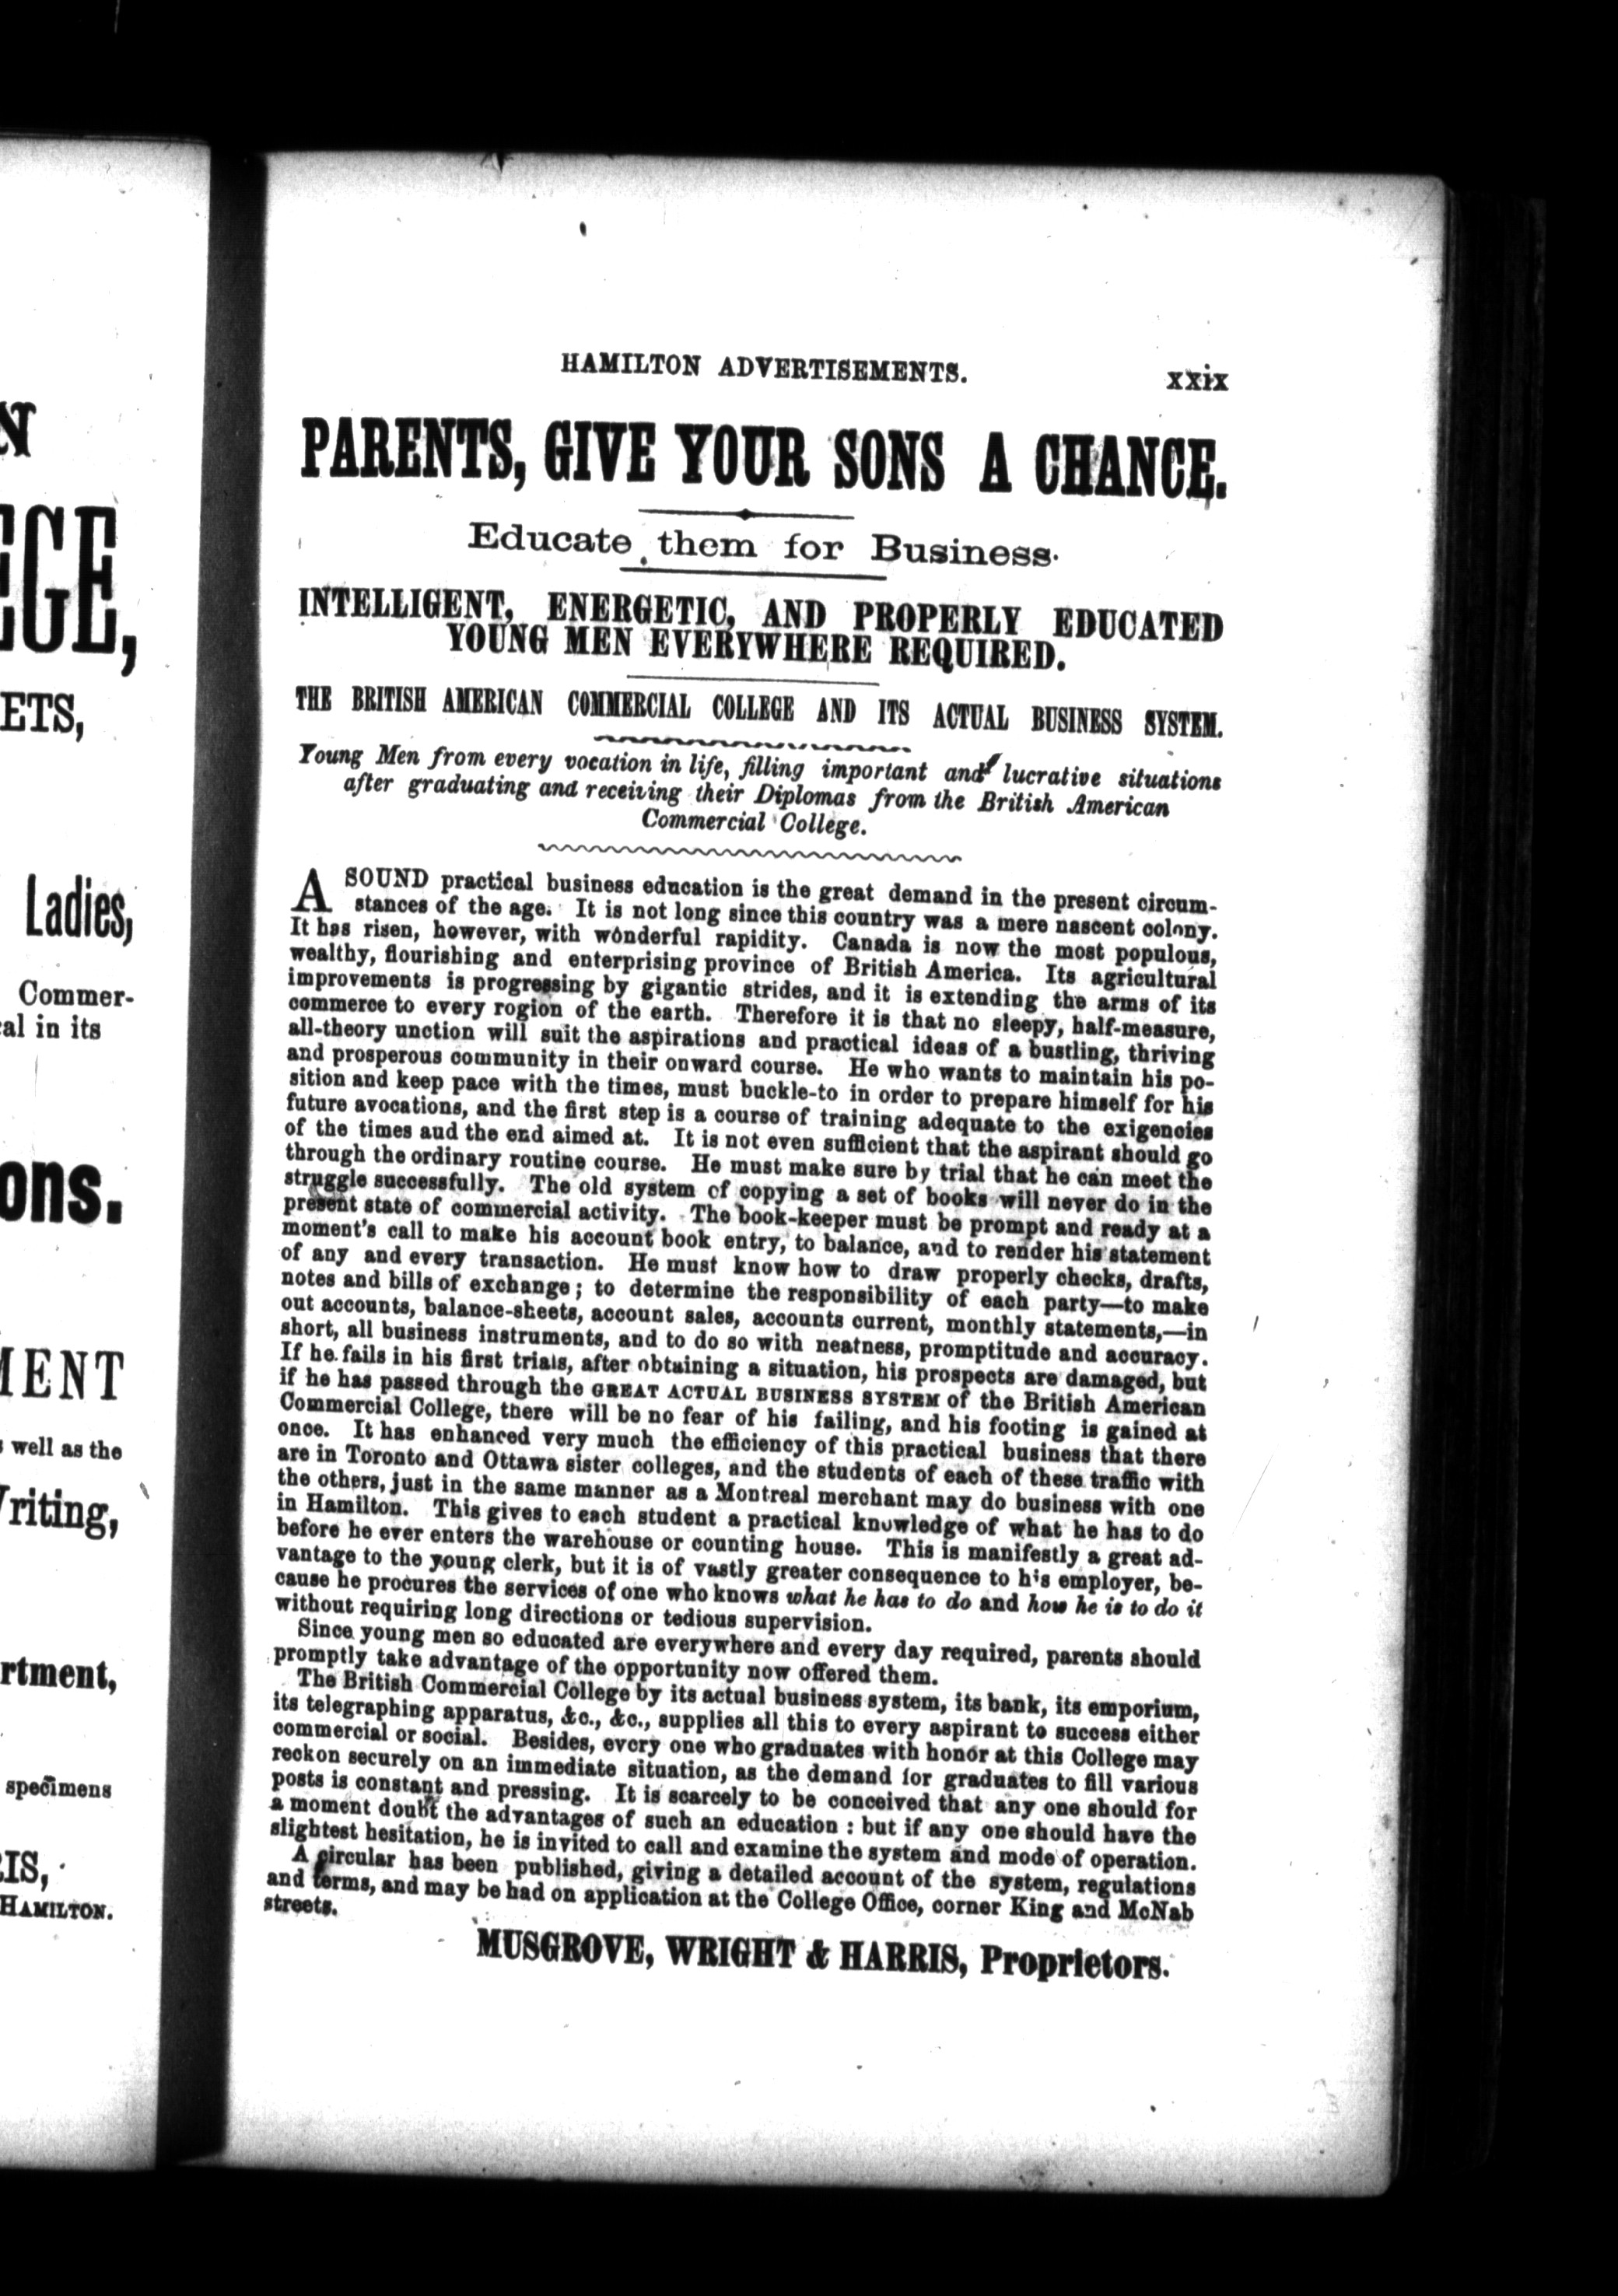 N
EGE,
ETS,
Ladies,
Commer-
al in its
ons.
MENT
well as the
Writing,
rtment,
specimens
IS,
HAMILTON.
HAMILTON ADVERTISEMENTS. xxix
PARENTS, GIVE YOUR SONS A CHANCE.
Educate them for Business.
INTELLIGENT, ENERGETIC, AND PROPERLY EDUCATED
YOUNG MEN EVERYWHERE REQUIRED.
THE BRITISH AMERICAN COMMERCIAL COLLEGE AND ITS ACTUAL BUSINESS SYSTEM.
Young Men from every vocation in life, filling important and lucrative situations
after graduating and receiving their Diplomas from the British American
Commercial College.
A SOUND practical business education is the great demand in the present circum-
stances of the age. It is not long since this country was a mere nascent colony.
It has risen, however, with wonderful rapidity. Canada is now the most populous,
wealthy, flourishing and enterprising province of British America. Its agricultural
improvements is progressing by gigantic strides, and it is extending the arms of its
commerce to every rogion of the earth. Therefore it is that no sleepy, half-measure,
all-theory unction will suit the aspirations and practical ideas of a bustling, thriving
and prosperous community in their onward course. He who wants to maintain his po-
sition and keep pace with the times, must buckle-to in order to prepare himself for his
future avocations, and the first step is a course of training adequate to the exigencies
of the times aud the end aimed at. It is not even sufficient that the aspirant should go
through the ordinary routine course. He must make sure by trial that he can meet the
struggle successfully. The old system of copying a set of books will never do in the
present state of commercial activity. The book-keeper must be prompt and ready at a
moment's call to make his account book entry, to balance, and to render his statement
of any and every transaction. He must know how to draw properly checks, drafts,
notes and bills of exchange; to determine the responsibility of each party—to make
out accounts, balance-sheets, account sales, accounts current, monthly statements,—in
short, all business instruments, and to do so with neatness, promptitude and accuracy.
If he fails in his first trials, after obtaining a situation, his prospects are damaged, but
if he has passed through the GREAT ACTUAL BUSINESS SYSTEM of the British American
Commercial College, there will be no fear of his failing, and his footing is gained at
once. It has enhanced very much the efficiency of this practical business that there
are in Toronto and Ottawa sister colleges, and the students of each of these traffic with
the others, just in the same manner as a Montreal merchant may do business with one
in Hamilton. This gives to each student a practical knowledge of what he has to do
before he ever enters the warehouse or counting house. This is manifestly a great ad-
vantage to the young clerk, but it is of vastly greater consequence to his employer, be-
cause he procures the services of one who knows what he has to do and how he is to do it
without requiring long directions or tedious supervision.
Since young men so educated are everywhere and every day required, parents should
promptly take advantage of the opportunity now offered them.
The British Commercial College by its actual business system, its bank, its emporium,
its telegraphing apparatus, &c., &c., supplies all this to every aspirant to success either
commercial or social. Besides, every one who graduates with honor at this College may
reckon securely on an immediate situation, as the demand for graduates to fill various
posts is constant and pressing. It is scarcely to be conceived that any one should for
a moment doubt the advantages of such an education : but if any one should have the
slightest hesitation, he is invited to call and examine the system and mode of operation.
A circular has been published, giving a detailed account of the system, regulations
and terms, and may be had on application at the College Office, corner King and McNab
streets.
MUSGROVE, WRIGHT & HARRIS, Proprietors.